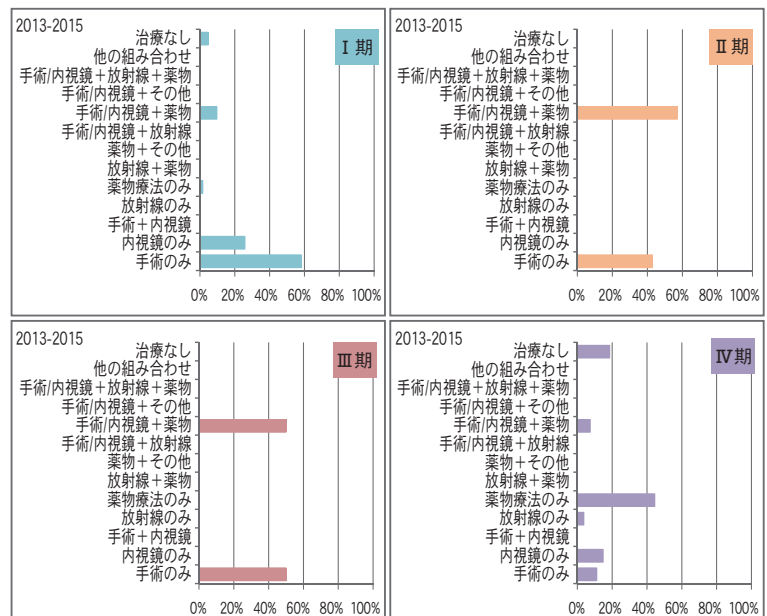 2013-2015
Ⅰ期
治療なし
他の組み合わせ
手術/内視鏡＋放射線＋薬物
手術/内視鏡＋その他
手術/内視鏡＋薬物
手術/内視鏡＋放射線
薬物＋その他
放射線＋薬物
薬物療法のみ
放射線のみ
手術＋内視鏡
内視鏡のみ
手術のみ
0% 20% 40% 60% 80% 100%
2013-2015
Ⅱ期
治療なし
他の組み合わせ
手術/内視鏡＋放射線＋薬物
手術/内視鏡＋その他
手術/内視鏡＋薬物
手術/内視鏡＋放射線
薬物＋その他
放射線＋薬物
薬物療法のみ
放射線のみ
手術＋内視鏡
内視鏡のみ
手術のみ
0% 20% 40% 60% 80% 100%
2013-2015
Ⅲ期
治療なし
他の組み合わせ
手術/内視鏡＋放射線＋薬物
手術/内視鏡＋その他
手術/内視鏡＋薬物
手術/内視鏡＋放射線
薬物＋その他
放射線＋薬物
薬物療法のみ
放射線のみ
手術＋内視鏡
内視鏡のみ
手術のみ
0% 20% 40% 60% 80% 100%
2013-2015
Ⅳ期
治療なし
他の組み合わせ
手術/内視鏡＋放射線＋薬物
手術/内視鏡＋その他
手術/内視鏡＋薬物
手術/内視鏡＋放射線
薬物＋その他
放射線＋薬物
薬物療法のみ
放射線のみ
手術＋内視鏡
内視鏡のみ
手術のみ
0% 20% 40% 60% 80% 100%